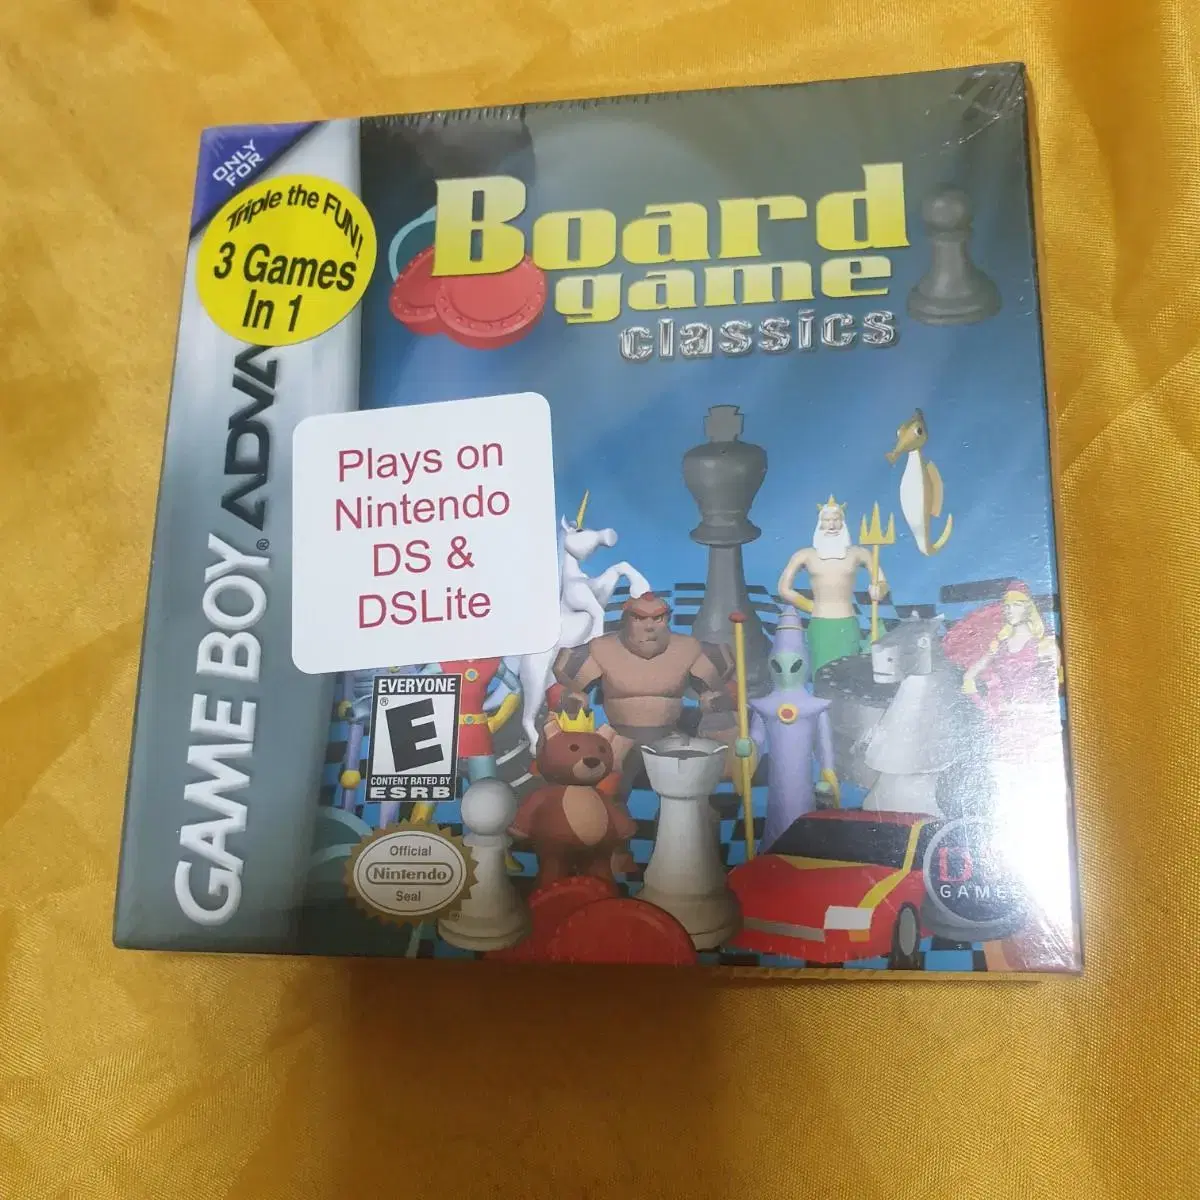 ONLY
FOR
Triple the FUN!
3 Games
In 1
GAME BOY ADVA
®
Board
game
classics
Plays on
Nintendo
DS &
DSLite
EVERYONE
®
E
CONTENT RATED BY
ESRB
Official
Nintendo
Seal
®
GAMES